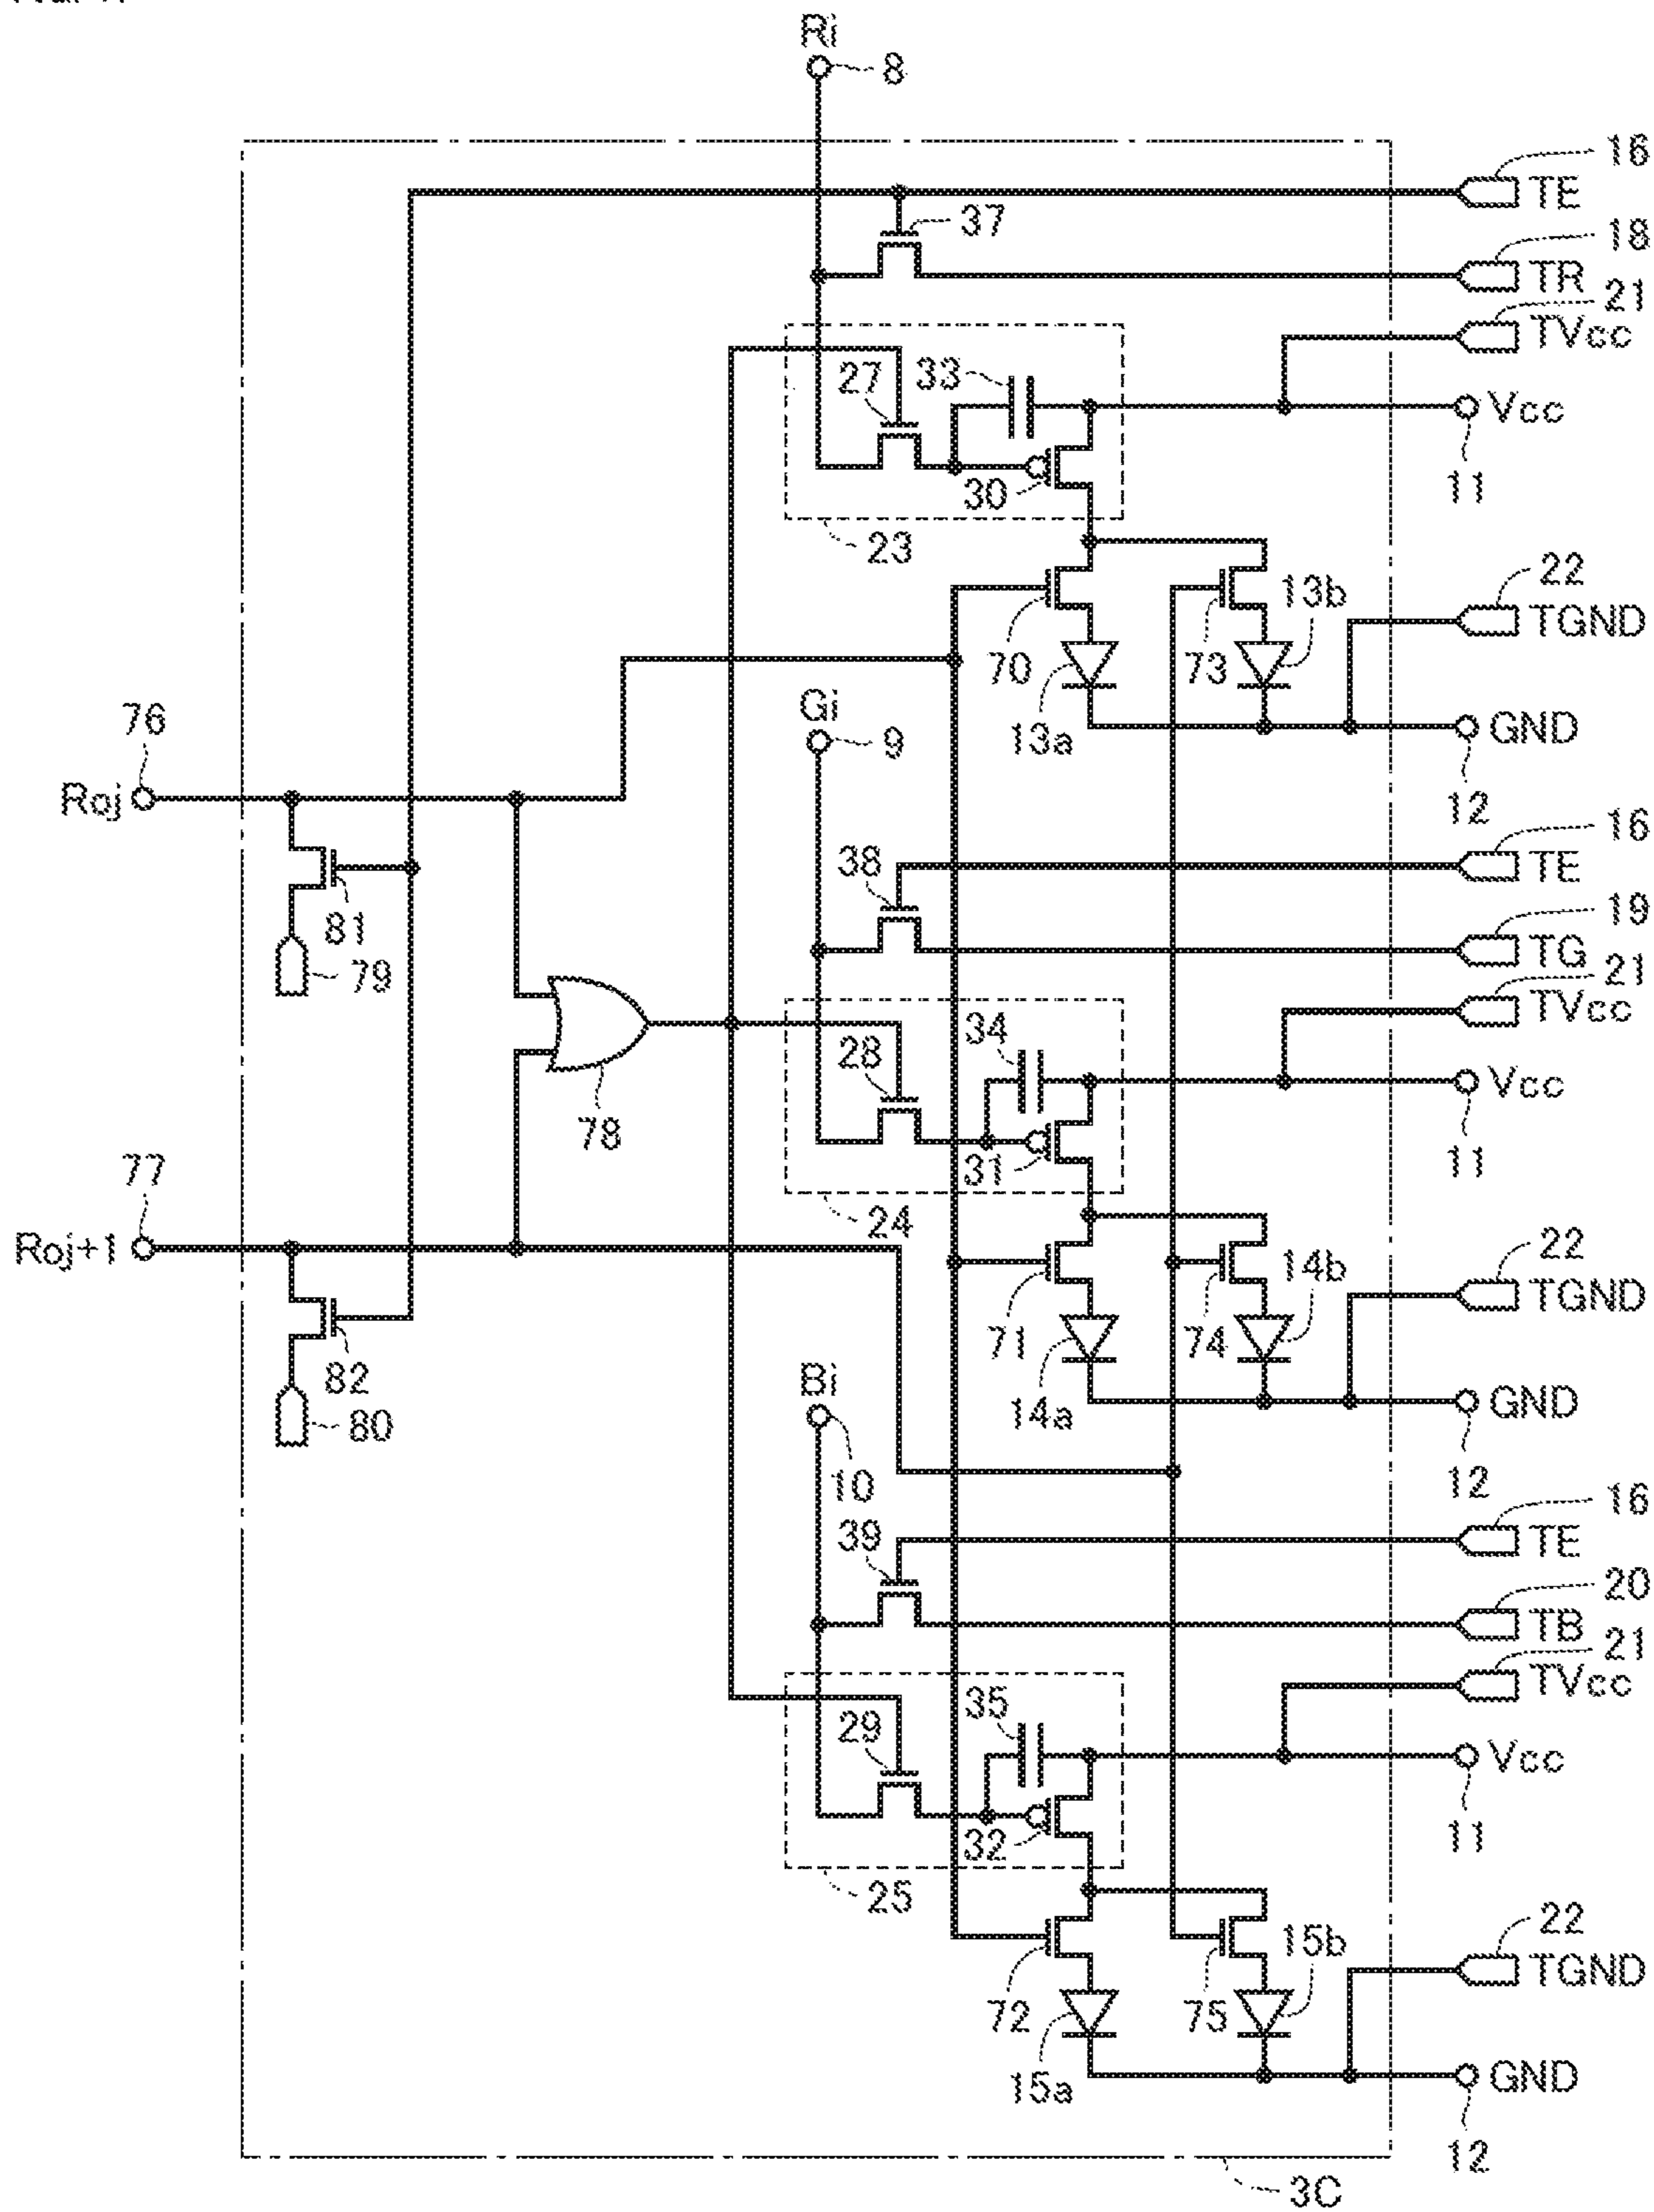 Ri
8
16
TE
37
18
TR
21
TVcc
27
33
Vcc
11
30
23
22
TGND
13b
70
73
13a
GND
12
76
Roj
Gi
9
16
TE
38
19
TG
81
79
21
TVcc
34
28
Vcc
78
11
31
24
77
Roj+1
22
TGND
14b
71
74
14a
82
80
Bi
GND
10
12
16
TE
39
20
TB
21
TVcc
35
29
Vcc
11
32
25
22
TGND
15b
72
75
15a
GND
12
3C